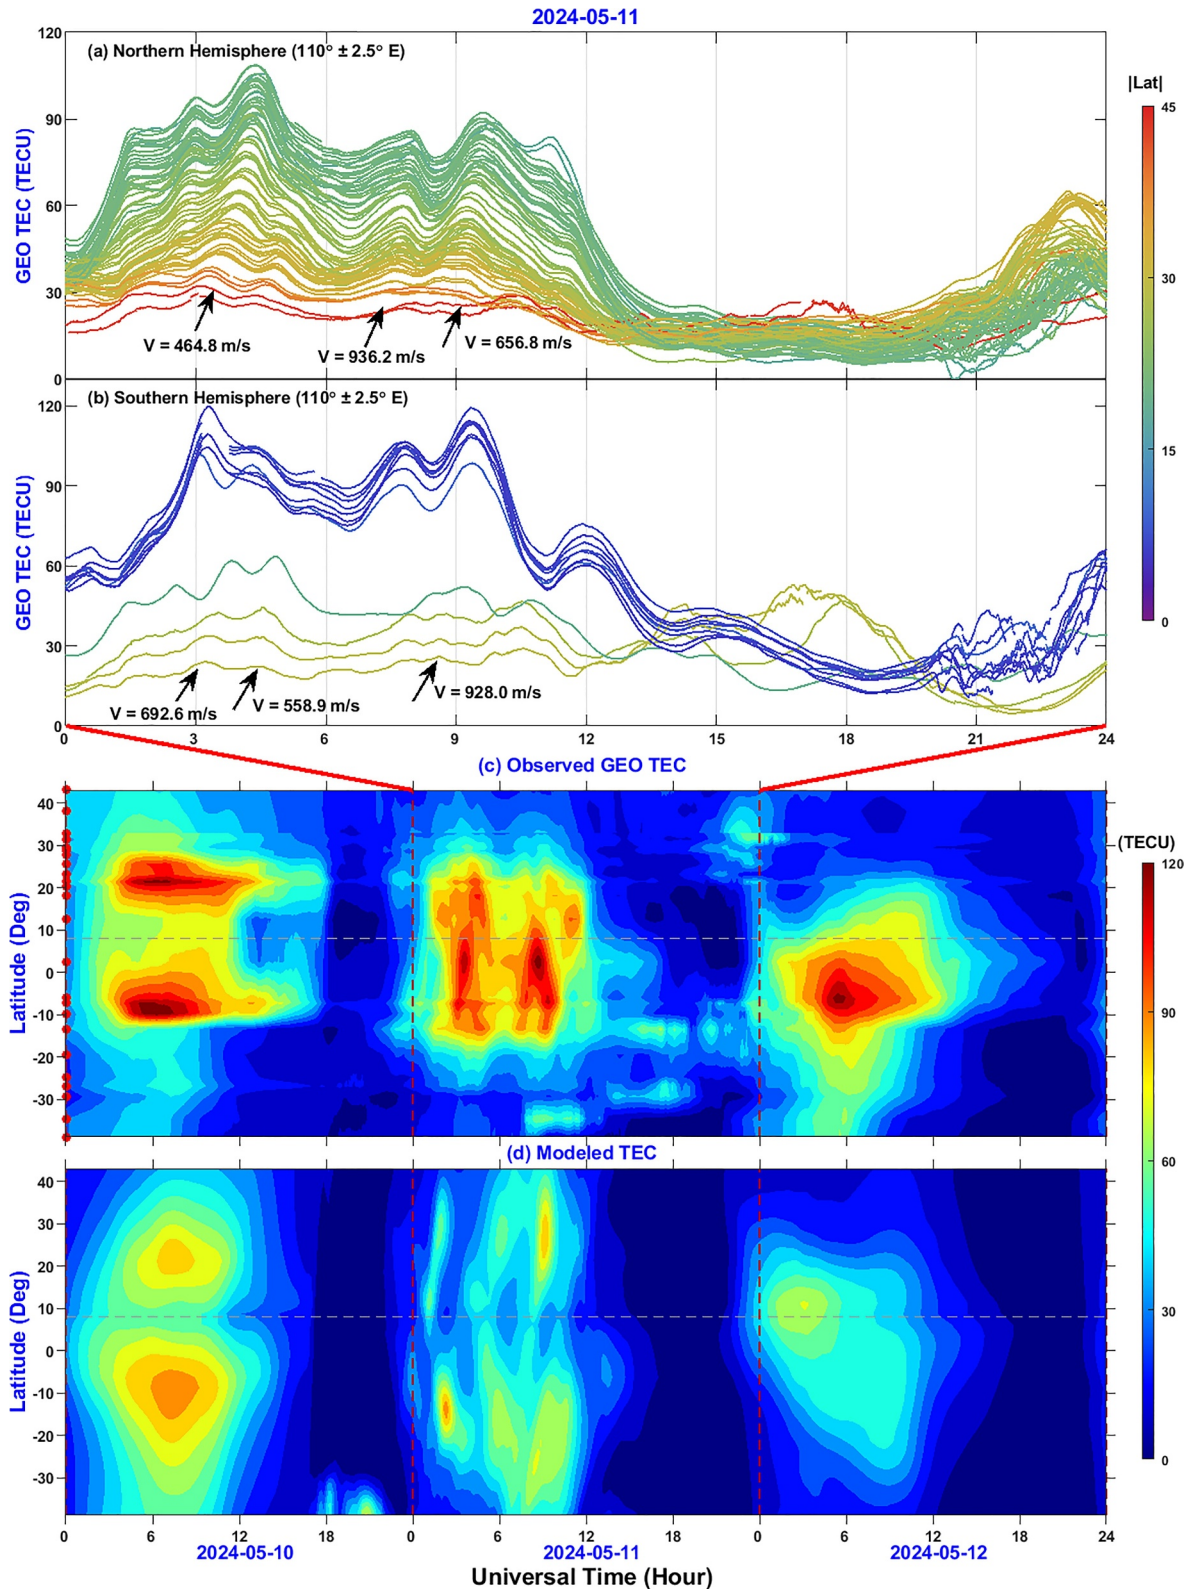 2024-05-11
(a) Northern Hemisphere (110° ± 2.5° E)
GEO TEC (TECU)
120
90
60
30
0
V = 464.8 m/s
V = 936.2 m/s
V = 656.8 m/s
|Lat|
45
30
15
0
(b) Southern Hemisphere (110° ± 2.5° E)
GEO TEC (TECU)
120
90
60
30
0
V = 692.6 m/s
V = 558.9 m/s
V = 928.0 m/s
0 3 6 9 12 15 18 21 24
(c) Observed GEO TEC
Latitude (Deg)
40
30
20
10
0
-10
-20
-30
(TECU)
120
90
60
30
0
(d) Modeled TEC
Latitude (Deg)
40
30
20
10
0
-10
-20
-30
0 6 12 18 0 6 12 18 0 6 12 18 24
2024-05-10 2024-05-11 2024-05-12
Universal Time (Hour)